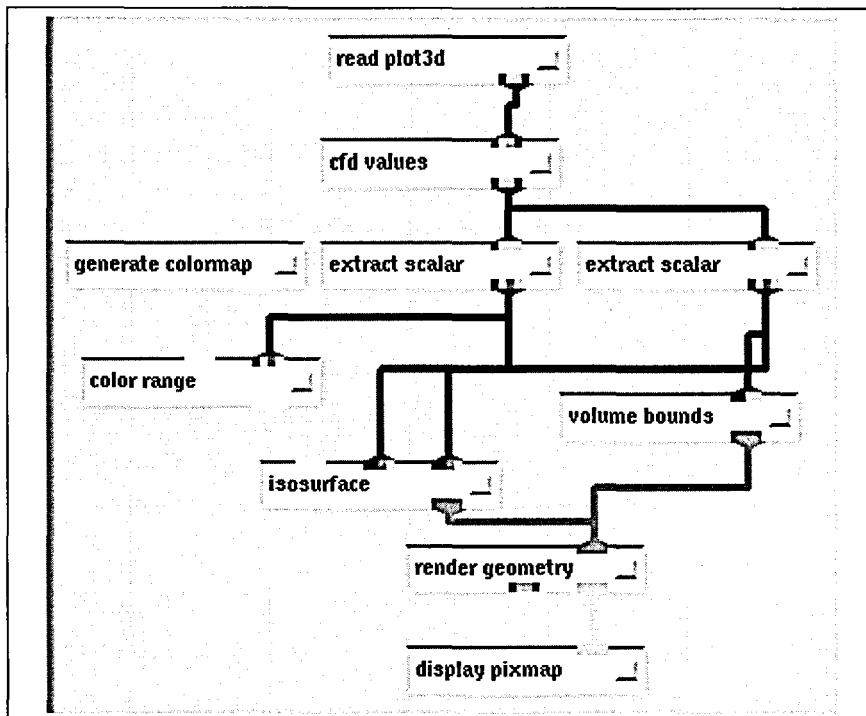 read plot3d
cfd values
generate colormap
extract scalar
extract scalar
color range
volume bounds
isosurface
render geometry
display pixmap